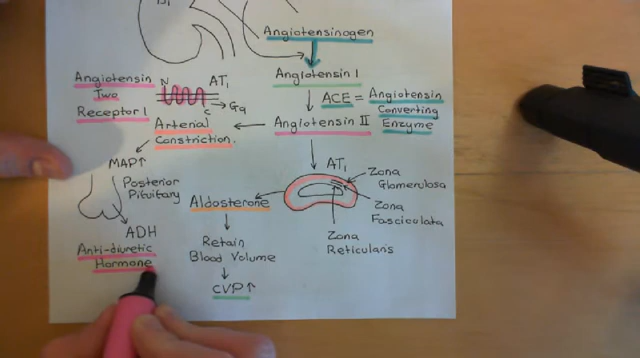 Angiotensinogen
Angiotensin I
ACE = Angiotensin
Converting
Enzyme
Angiotensin II
Angiotensin
Two
Receptor I
N
AT₁
C
Gq
Arterial
Constriction
MAP↑
Posterior
Pituitary
ADH
Anti-diuretic
Hormone
AT₁
Zona
Glomerulosa
Zona
Fasciculata
Zona
Reticularis
Aldosterone
Retain
Blood Volume
CVP↑